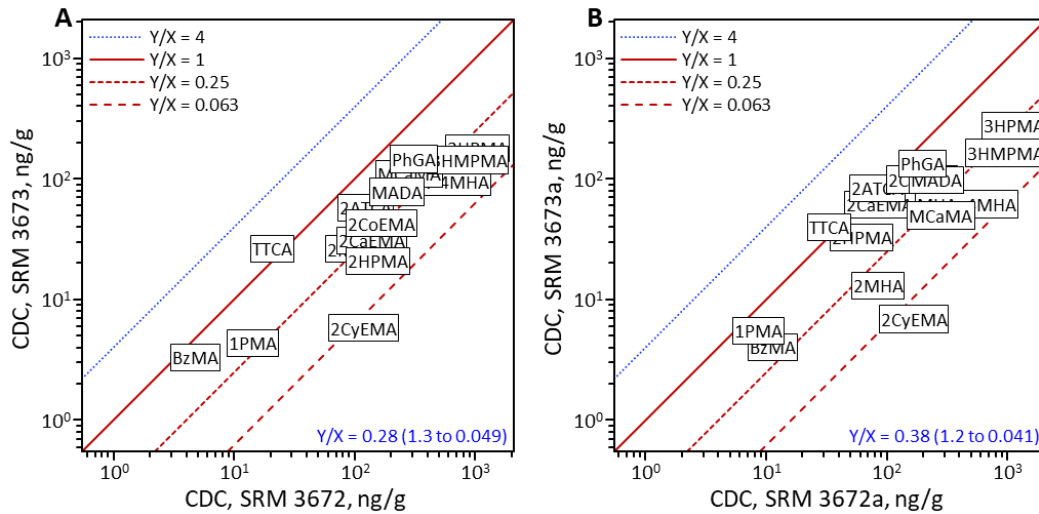 A
Y/X = 4
Y/X = 1
Y/X = 0.25
Y/X = 0.063
10³
10²
10¹
10⁰
CDC, SRM 3673, ng/g
PhGA
3HMPMA
4MHA
MADA
2CoEMA
2CaEMA
2HPMA
TTCA
1PMA
2CyEMA
BzMA
Y/X = 0.28 (1.3 to 0.049)
10⁰
10¹
10²
10³
CDC, SRM 3672, ng/g
B
Y/X = 4
Y/X = 1
Y/X = 0.25
Y/X = 0.063
10³
10²
10¹
10⁰
CDC, SRM 3673a, ng/g
3HPMA
3HMPMA
PhGA
MADA
2CaEMA
4MHA
MCaMA
TTCA
2HPMA
2MHA
2CyEMA
1PMA
BzMA
Y/X = 0.38 (1.2 to 0.041)
10⁰
10¹
10²
10³
CDC, SRM 3672a, ng/g